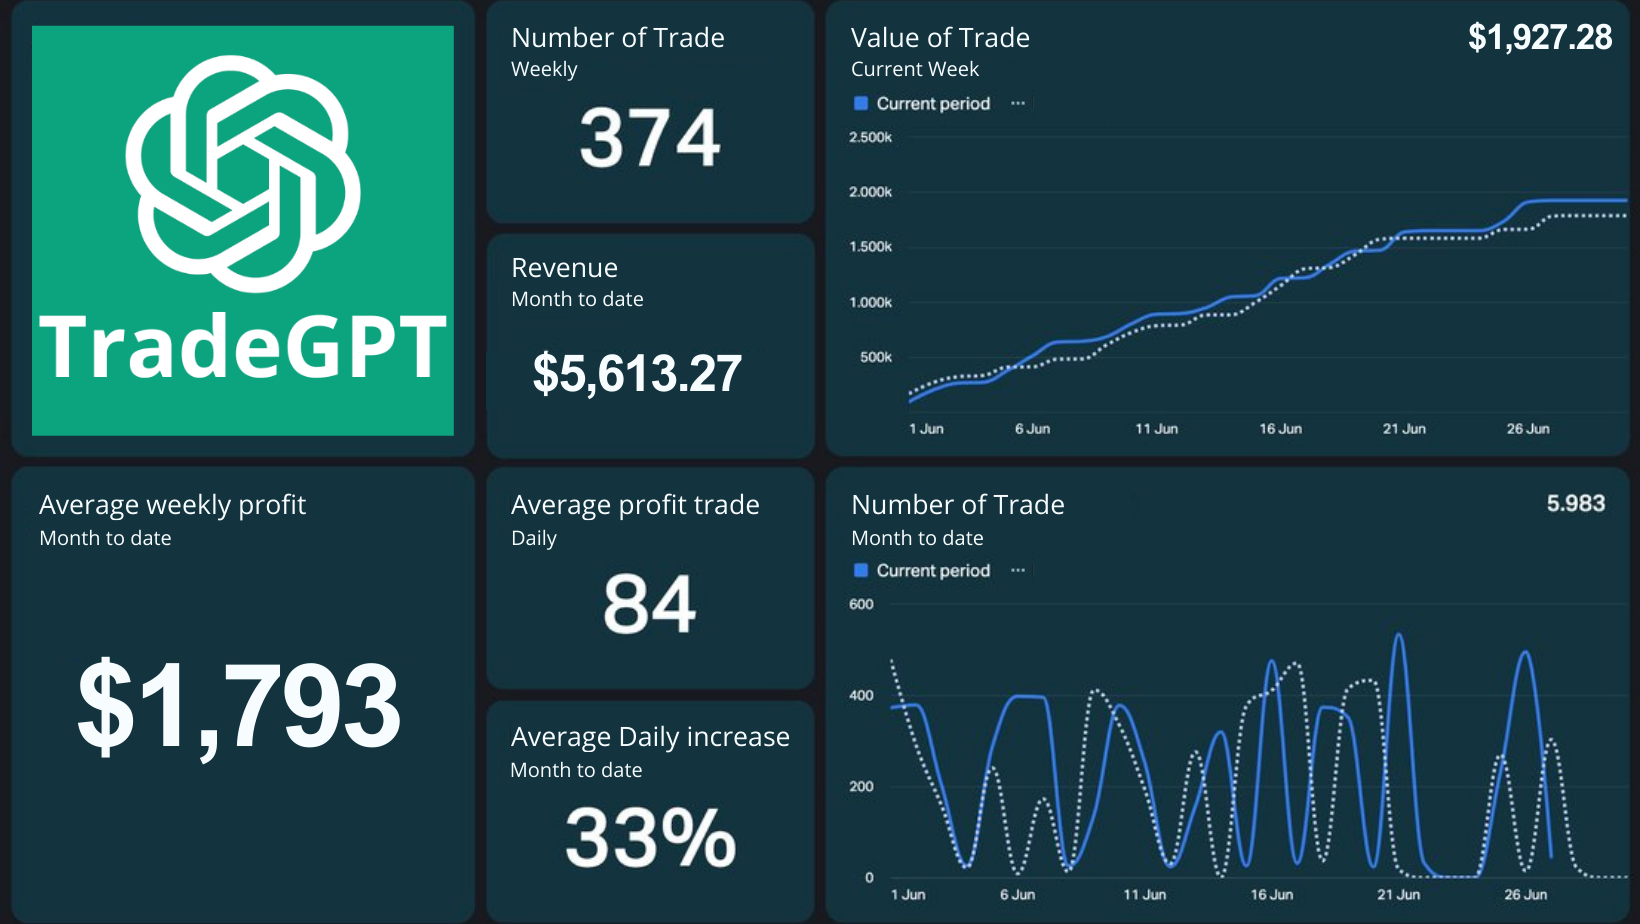 TradeGPT
Number of Trade
Weekly
374
Revenue
Month to date
$5,613.27
Value of Trade
$1,927.28
Current Week
Current period
2.500k
2.000k
1.500k
1.000k
500k
1 Jun
6 Jun
11 Jun
16 Jun
21 Jun
26 Jun
Average weekly profit
Month to date
$1,793
Average profit trade
Daily
84
Average Daily increase
Month to date
33%
Number of Trade
5.983
Month to date
Current period
600
400
200
0
1 Jun
6 Jun
11 Jun
16 Jun
21 Jun
26 Jun